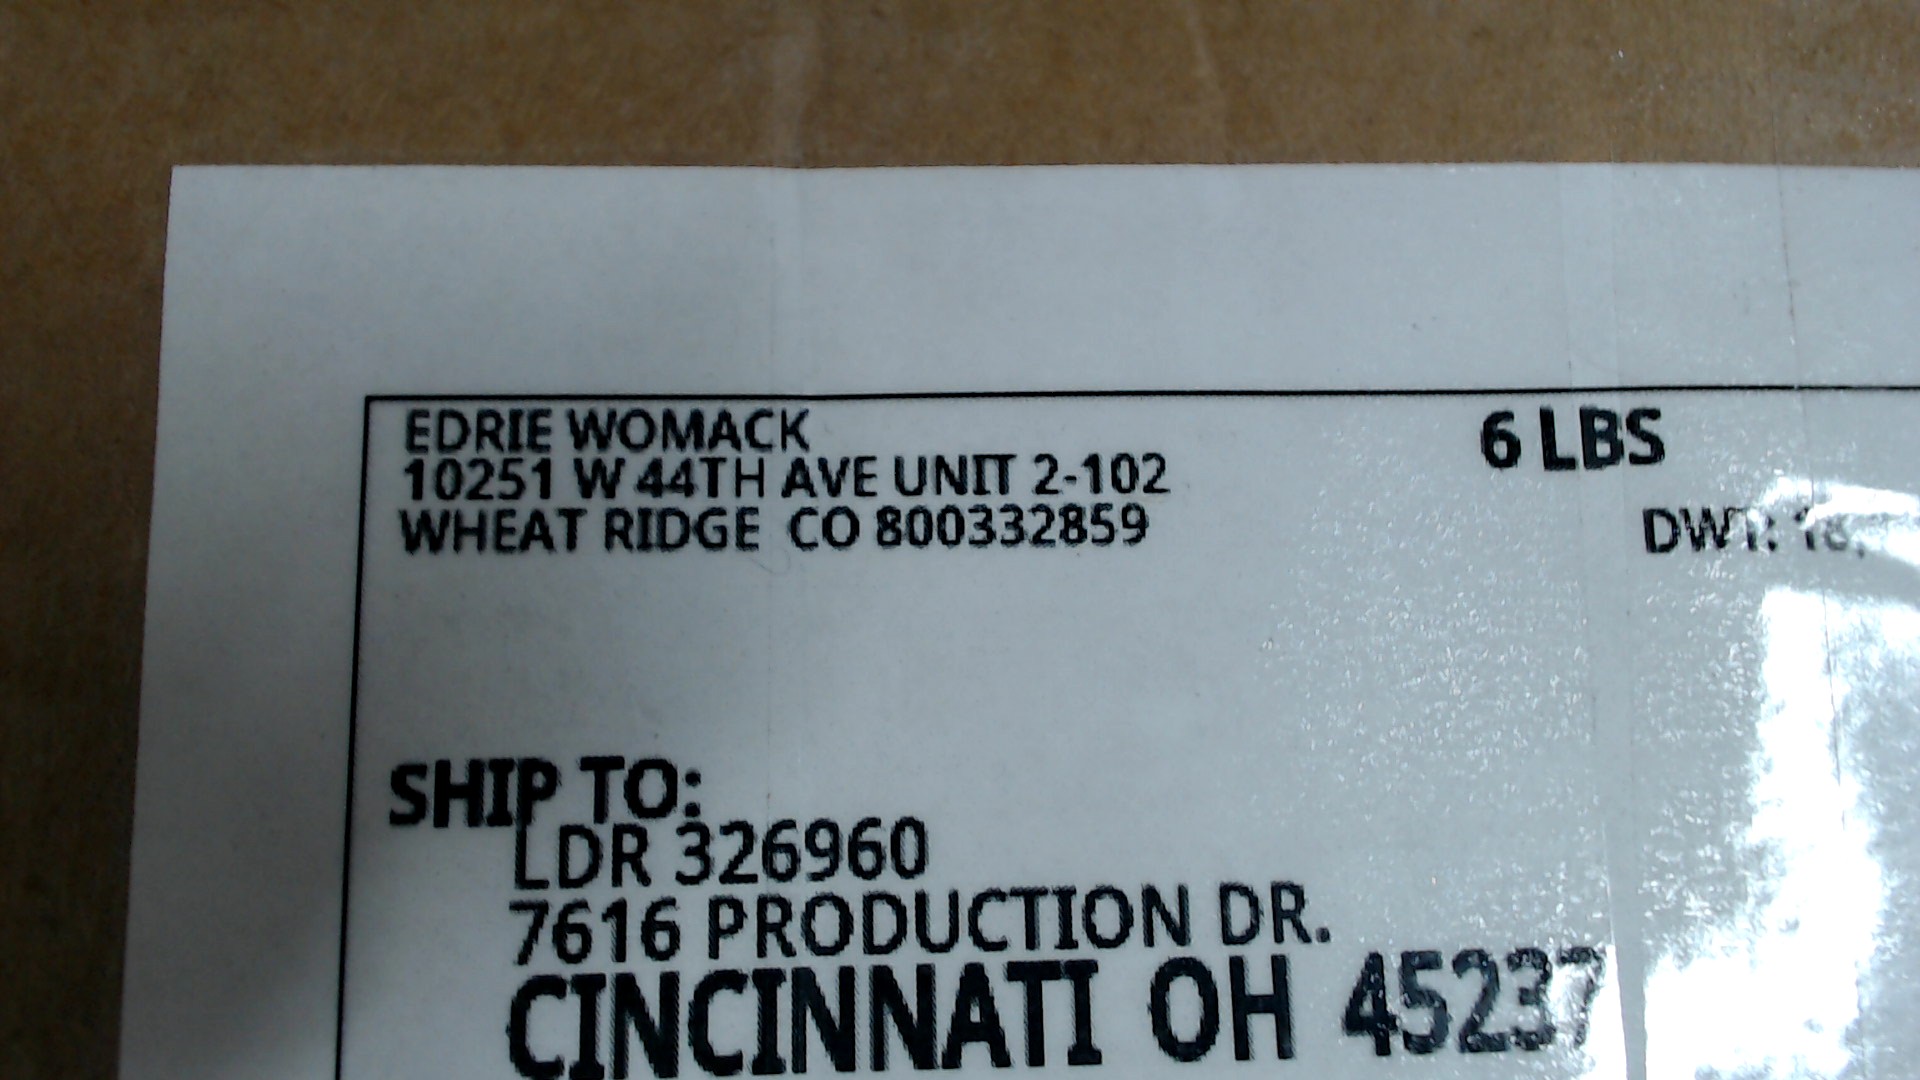 EDRIE WOMACK
10251 W 44TH AVE UNIT 2-102
WHEAT RIDGE CO 800332859
6 LBS
DWT:
SHIP TO:
LDR 326960
7616 PRODUCTION DR.
CINCINNATI OH 45237